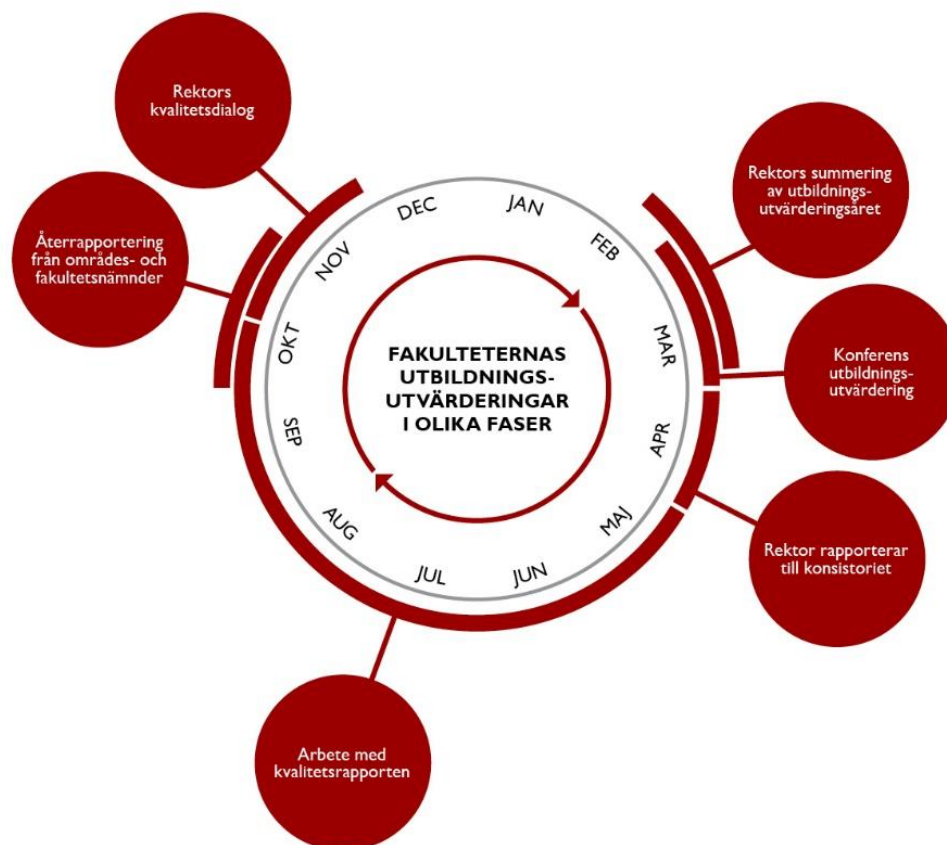 Rektors
kvalitetsdialog
Återrapportering
från områdes- och
fakultetsnämnder
Rektors summering
av utbildnings-
utvärderingsåret
Konferens
utbildnings-
utvärdering
Rektor rapporterar
till konsistoriet
Arbete med
kvalitetsrapporten
JAN
FEB
MAR
APR
MAJ
JUN
JUL
AUG
SEP
OKT
NOV
DEC
FAKULTETERNAS
UTBILDNINGS-
UTVÄRDERINGAR
I OLIKA FASER